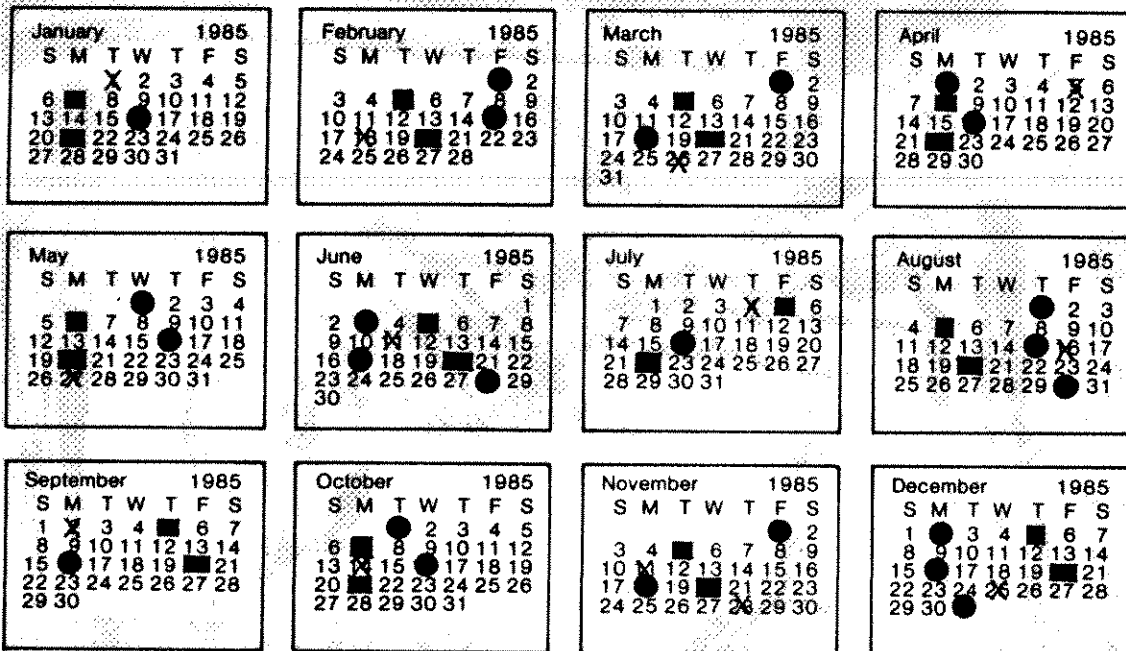 January 1985
S M T W T F S
2 3 4 5
6 8 9 10 11 12
13 14 15 17 18 19
20 22 23 24 25 26
27 28 29 30 31
February 1985
S M T W T F S
2
3 4 6 7 8 9
10 11 12 13 14 16
17 18 19 21 22 23
24 25 26 27 28
March 1985
S M T W T F S
2
3 4 6 7 8 9
10 11 12 13 14 15 16
17 19 21 22 23
24 25 26 27 28 29 30
31
April 1985
S M T W T F S
2 3 4 6
7 9 10 11 12 13
14 15 17 18 19 20
21 23 24 25 26 27
28 29 30
May 1985
S M T W T F S
2 3 4
5 7 8 9 10 11
12 13 14 15 17 18
19 21 22 23 24 25
26 28 29 30 31
June 1985
S M T W T F S
1
2 4 6 7 8
9 10 12 13 14 15
16 18 19 21 22
23 24 25 26 27 29
30
July 1985
S M T W T F S
1 2 3 6
7 8 9 10 11 12 13
14 15 17 18 19 20
21 23 24 25 26 27
28 29 30 31
August 1985
S M T W T F S
2 3
4 6 7 8 9 10
11 12 13 14 16 17
18 19 21 22 23 24
25 26 27 28 29 31
September 1985
S M T W T F S
1 3 4 6 7
8 9 10 11 12 13 14
15 17 18 19 21
22 23 24 25 26 27 28
29 30
October 1985
S M T W T F S
2 3 4 5
6 8 9 10 11 12
13 15 17 18 19
20 22 23 24 25 26
27 28 29 30 31
November 1985
S M T W T F S
2
3 4 6 7 8 9
10 12 13 14 15 16
17 19 21 22 23
24 25 26 27 28 29 30
December 1985
S M T W T F S
1 3 4 6 7
8 9 10 11 12 13 14
15 17 18 19 21
22 23 24 25 26 27 28
29 30